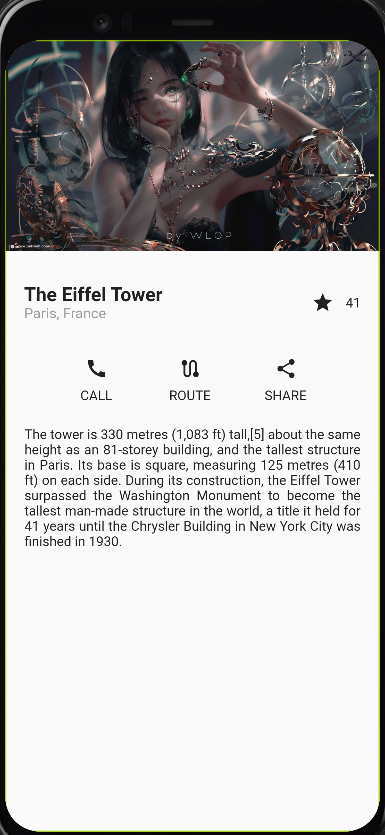 by WLOP
The Eiffel Tower
Paris, France
41
CALL
ROUTE
SHARE
The tower is 330 metres (1,083 ft) tall,[5] about the same
height as an 81-storey building, and the tallest structure
in Paris. Its base is square, measuring 125 metres (410
ft) on each side. During its construction, the Eiffel Tower
surpassed the Washington Monument to become the
tallest man-made structure in the world, a title it held for
41 years until the Chrysler Building in New York City was
finished in 1930.